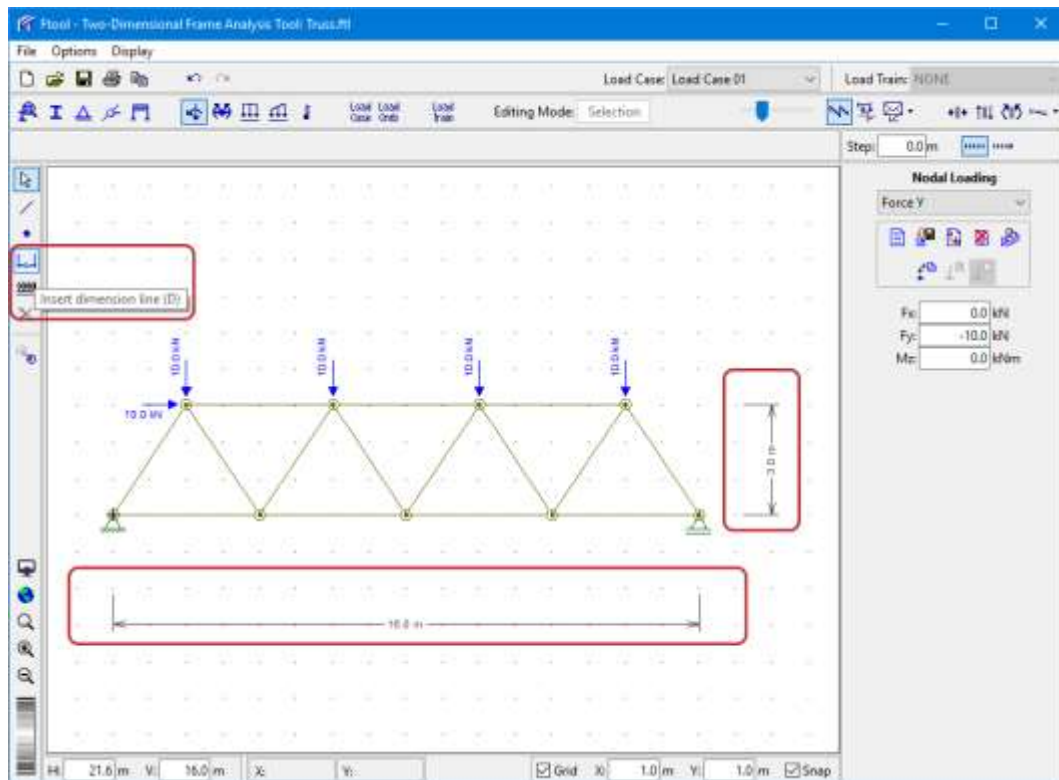 Ftool - Two-Dimensional Frame Analysis Tool: Truss.ftl
File Options Display
Load Case: Load Case 01 Load Train: NONE
Load Case Load Cmb Load Train Editing Mode: Selection
Step: 0.0 m
Nodal Loading
Force Y
Insert dimension line (D)
Fx: 0.0 kN
Fy: -10.0 kN
Mz: 0.0 kNm
10.0 kN 10.0 kN 10.0 kN 10.0 kN
10.0 kN
3.0 m
16.0 m
H: 21.6 m V: 16.0 m X: Y: Grid X: 1.0 m Y: 1.0 m Snap